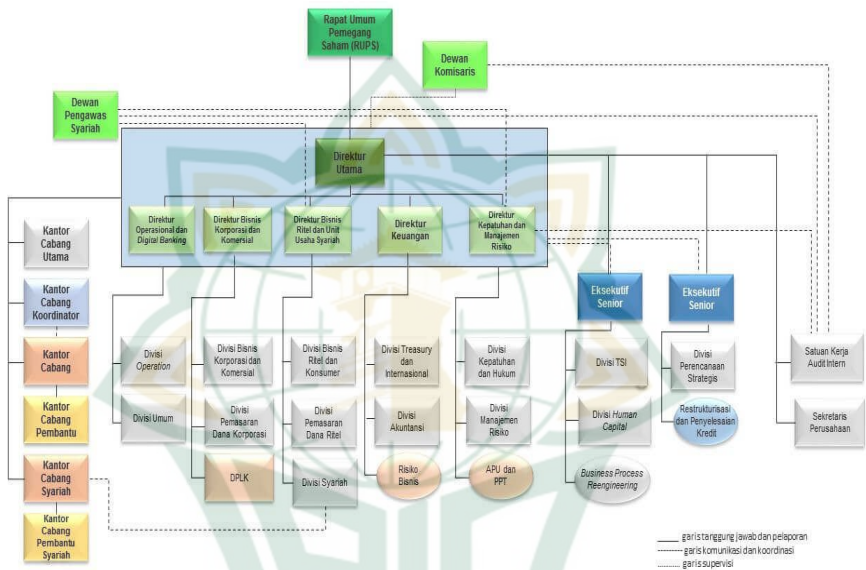 Rapat Umum
Pemegang
Saham (RUPS)
Dewan
Komisaris
Dewan
Pengawas
Syariah
Direktur
Utama
Direktur
Operasional dan
Digital Banking
Direktur Bisnis
Korporasi dan
Komersial
Direktur Bisnis
Ritel dan Unit
Usaha Syariah
Direktur
Keuangan
Direktur
Kepatuhan dan
Manajemen
Risiko
Kantor
Cabang
Utama
Kantor
Cabang
Koordinator
Kantor
Cabang
Kantor
Cabang
Pembantu
Kantor
Cabang
Syariah
Kantor
Cabang
Pembantu
Syariah
Divisi
Operation
Divisi Umum
Divisi Bisnis
Korporasi dan
Komersial
Divisi
Pemasaran
Dana Korporasi
DPLK
Divisi Bisnis
Ritel dan
Konsumer
Divisi
Pemasaran
Dana Ritel
Divisi Syariah
Divisi Treasury
dan
Internasional
Divisi
Akuntansi
Risiko
Bisnis
Divisi
Kepatuhan
dan Hukum
Divisi
Manajemen
Risiko
APU dan
PPT
Eksekutif
Senior
Divisi TSI
Divisi Human
Capital
Business Process
Reengineering
Eksekutif
Senior
Divisi
Perencanaan
Strategis
Restrukturisasi
dan Penyelesaian
Kredit
Satuan Kerja
Audit Intern
Sekretaris
Perusahaan
garis tanggung jawab dan pelaporan
garis komunikasi dan koordinasi
garis supervisi